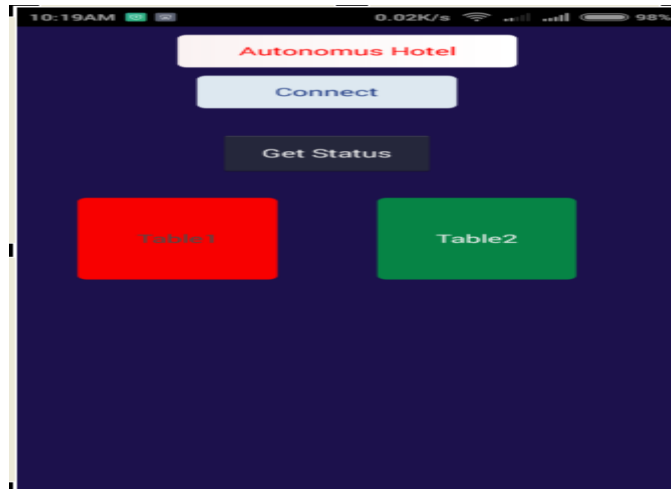 10:19AM 0.02K/s 98%
Autonomus Hotel
Connect
Get Status
Table1 Table2